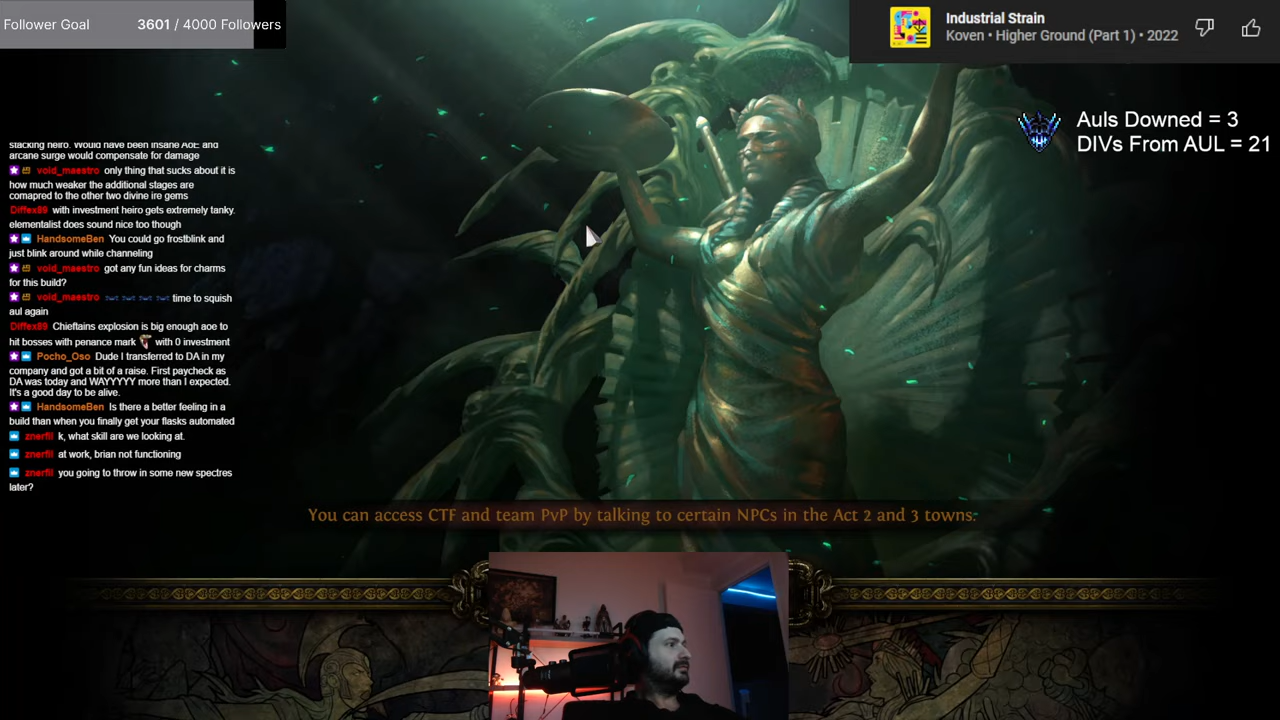 Follower Goal 3601 / 4000 Followers
Industrial Strain
Koven • Higher Ground (Part 1) • 2022
Auls Downed = 3
DIVs From AUL = 21
stacking heiro. Would have been insane AoE and
arcane surge would compensate for damage
void_maestro only thing that sucks about it is
how much weaker the additional stages are
comapred to the other two divine ire gems
Diffex89 with investment heiro gets extremely tanky.
elementalist does sound nice too though
HandsomeBen You could go frostblink and
just blink around while channeling
void_maestro got any fun ideas for charms
for this build?
void_maestro time to squish
aul again
Diffex89 Chieftains explosion is big enough aoe to
hit bosses with penance mark with 0 investment
Pocho_Oso Dude I transferred to DA in my
company and got a bit of a raise. First paycheck as
DA was today and WAYYYYY more than I expected.
It's a good day to be alive.
HandsomeBen Is there a better feeling in a
build than when you finally get your flasks automated
znerfil k, what skill are we looking at.
znerfil at work, brian not functioning
znerfil you going to throw in some new spectres
later?
You can access CTF and team PvP by talking to certain NPCs in the Act 2 and 3 towns.